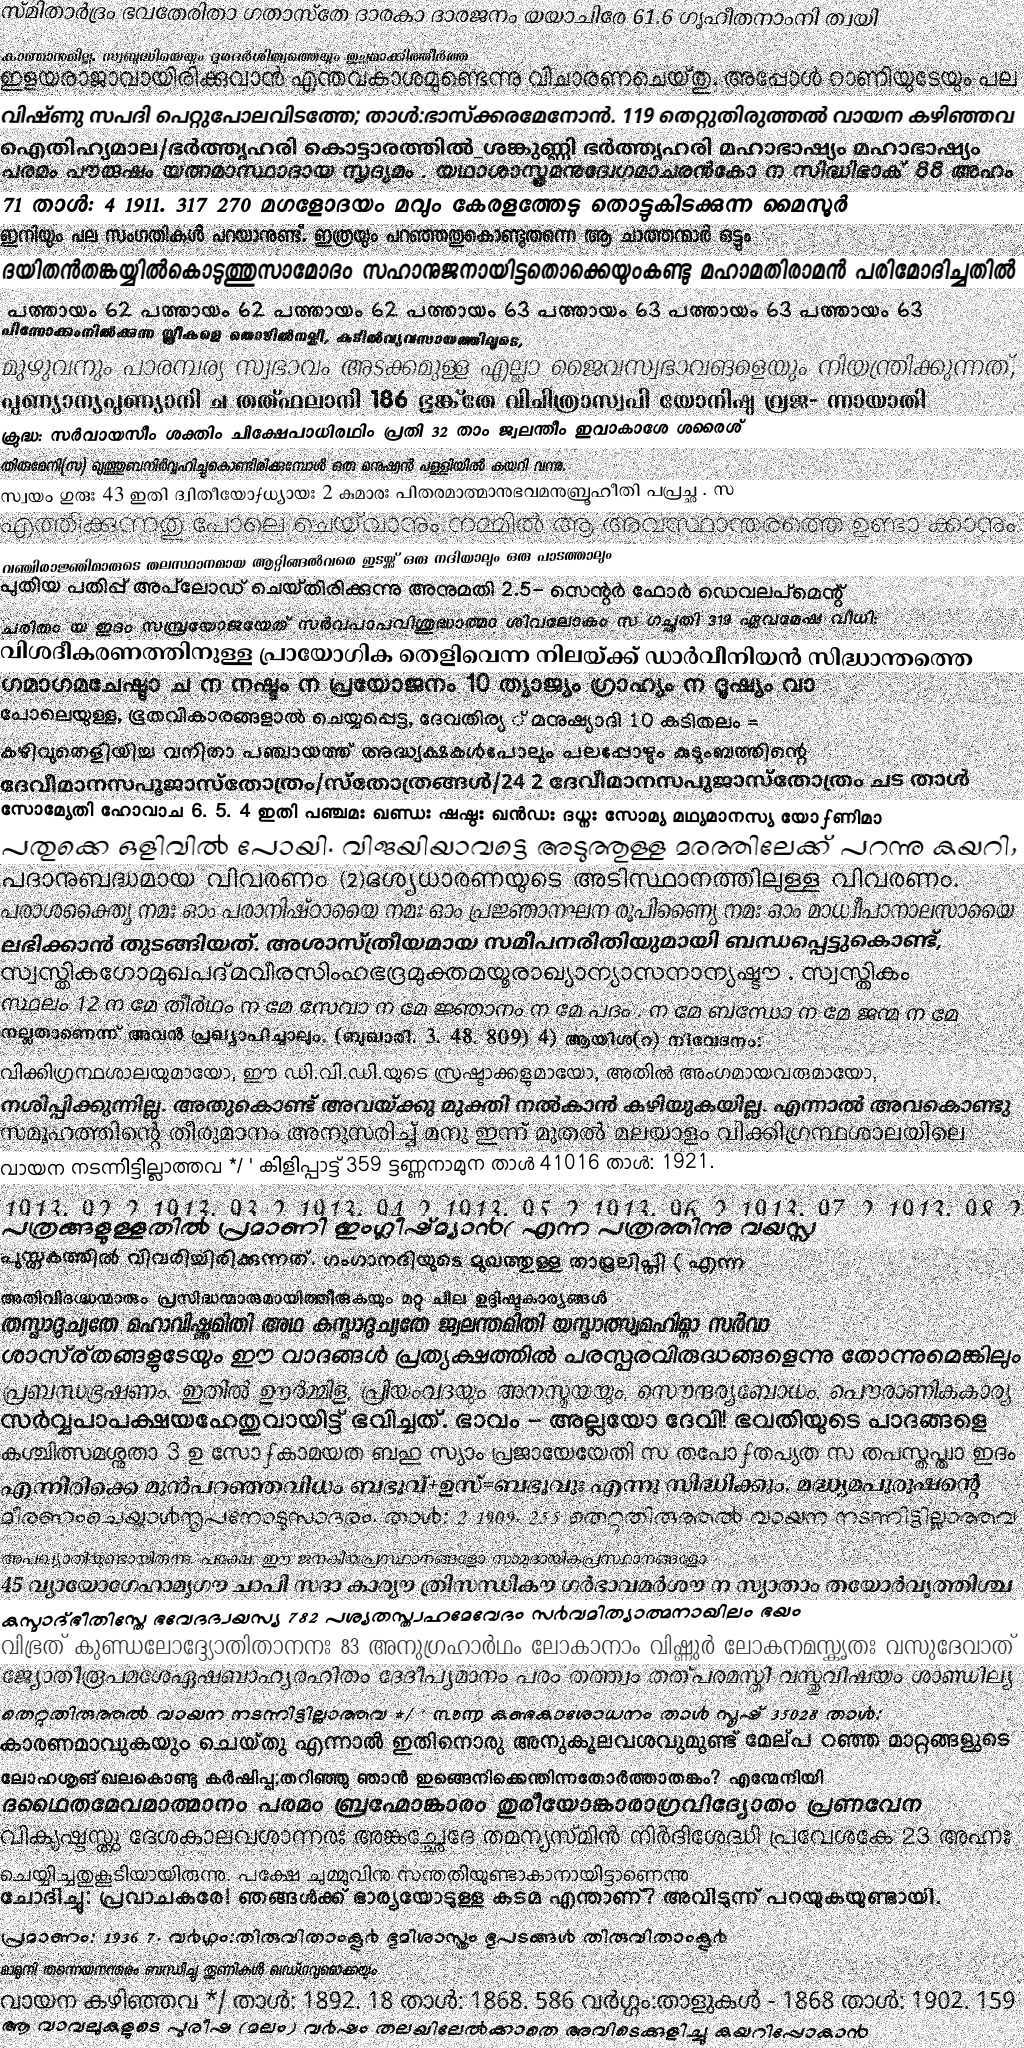 സ്മിതാർദ്രം ഭവതേരിതാ ഗതാസ്തേ ദാരകാ ദാരജനം യയാചിരേ 61.6 ഗൃഹീതനാംനി ത്വയി
കാഞ്ഞാനുമില്ല, സ്വബുദ്ധിയെയും ദൂരദർശിത്വത്തെയും തുച്ഛമാക്കിത്തീർത്ത
ഇളയരാജാവായിരിക്കുവാൻ എന്തവകാശമുണ്ടെന്നു വിചാരണചെയ്തു. അപ്പോൾ റാണിയുടേയും പല
വിഷ്ണു സപദി പെറ്റുപോലവിടത്തേ; താൾ:ഭാസ്ക്കരമേനോൻ. 119 തെറ്റുതിരുത്തൽ വായന കഴിഞ്ഞവ
ഐതിഹ്യമാല/ഭർത്തൃഹരി കൊട്ടാരത്തിൽ_ശങ്കുണ്ണി ഭർത്തൃഹരി മഹാഭാഷ്യം മഹാഭാഷ്യം
പരമം പൗരുഷം യത്നമാസ്ഥാദായ സൂദ്യമം . യഥാശാസ്ത്രമനുദ്വേഗമാചരൻകോ ന സിദ്ധിഭാക് 88 അഹം
71 താൾ: 4 1911. 317 270 മഗളോദയം മവും കേരളത്തേടു തൊട്ടുകിടക്കുന്ന മൈസൂർ
ഇനിയും പല സംഗതികൾ പറയാനുണ്ട്. ഇത്രയും പറഞ്ഞതുകൊണ്ടുതന്നെ ആ ചാത്തന്മാർ ഒട്ടും
ദയിതൻതങ്കയ്യിൽകൊടുത്തുസാമോദം സഹാനുജനായിട്ടതൊക്കെയുംകണ്ടു മഹാമതിരാമൻ പരിമോദിച്ചതിൽ
പത്തായം 62 പത്തായം 62 പത്തായം 62 പത്തായം 63 പത്തായം 63 പത്തായം 63 പത്തായം 63
പിന്നോക്കംനിൽക്കുന്ന സ്ത്രീകളെ തൊഴിൽനല്കി, കുടിൽവ്യവസായത്തിലൂടെ,
മുഴുവനും പാരമ്പര്യ സ്വഭാവം അടക്കമുള്ള എല്ലാ ജൈവസ്വഭാവങ്ങളെയും നിയന്ത്രിക്കുന്നത്,
പുണ്യാന്യപുണ്യാനി ച തത്ഫലാനി 186 ഭുങ്ക്തേ വിചിത്രാസ്വപി യോനിഷു വ്രജ- ന്നായാതി
ക്രുദ്ധഃ സർവായസീം ശക്തിം ചിക്ഷേപാധിരഥിം പ്രതി 32 താം ജ്വലന്തീം ഇവാകാശേ ശരൈശ്
തിരുമേനി(സ) ഖുത്തുബനിർവ്വഹിച്ചുകൊണ്ടിരിക്കുമ്പോൾ ഒരു മനുഷ്യൻ പള്ളിയിൽ കയറി വന്നു.
സ്വയം ഗുരുഃ 43 ഇതി ദ്വിതീയോƒധ്യായഃ 2 കുമാരഃ പിതരമാത്മാനുഭവമനുബ്രൂഹീതി പപ്രച്ഛ . സ
എത്തിക്കുന്നതു പോലെ ചെയ്‌വാനും നമ്മിൽ ആ അവസ്ഥാന്തരത്തെ ഉണ്ടാ ക്കാനും
വഞ്ചിരാജ്ഞിമാരുടെ തലസ്ഥാനമായ ആറ്റിങ്ങൽവരെ ഇടയ്ക്ക് ഒരു നദിയാലും ഒരു പാടത്താലും
പുതിയ പതിപ്പ് അപ്‌ലോഡ് ചെയ്തിരിക്കുന്നു അനുമതി 2.5– സെന്റർ ഫോർ ഡെവലപ്മെന്റ്
ചരിതം യ ഇദം സമ്പ്രയോജയേത് സർവപാപവിശുദ്ധാത്മാ ശിവലോകം സ ഗച്ഛതി 319 ഏവമേഷ വിധി:
വിശദീകരണത്തിനുള്ള പ്രായോഗിക തെളിവെന്ന നിലയ്ക്ക് ഡാർവിനിയൻ സിദ്ധാന്തത്തെ
ഗമാഗമചേഷ്ടാ ച ന നഷ്ടം ന പ്രയോജനം 10 ത്യാജ്യം ഗ്രാഹ്യം ന ദൂഷ്യം വാ
പോലെയുള്ള, ഭൂതവികാരങ്ങളാൽ ചെയ്യപ്പെട്ട, ദേവതിര്യ ് മനുഷ്യാദി 10 കടിതലം =
കഴിവുതെളിയിച്ച വനിതാ പഞ്ചായത്ത് അദ്ധ്യക്ഷകൾപോലും പലപ്പോഴും കുടുംബത്തിന്റെ
ദേവീമാനസപൂജാസ്തോത്രം/സ്തോത്രങ്ങൾ/24 2 ദേവീമാനസപൂജാസ്തോത്രം ചട താൾ
സോമ്യേതി ഹോവാച 6. 5. 4 ഇതി പഞ്ചമഃ ഖണ്ഡഃ ഷഷ്ഠഃ ഖൻഡഃ ദധ്നഃ സോമ്യ മഥ്യമാനസ്യ യോƒണിമാ
പതുക്കെ ഒളിവിൽ പോയി. വിജയിയാവട്ടെ അടുത്തുള്ള മരത്തിലേക്ക് പറന്നു കയറി,
പദാനുബദ്ധമായ വിവരണം (2)ഭശ്യധാരണയുടെ അടിസ്ഥാനത്തിലുള്ള വിവരണം.
പരാശക്ത്യൈ നമഃ ഓം പരാനിഷ്ഠായൈ നമഃ ഓം പ്രജ്ഞാനഘന രൂപിണ്യൈ നമഃ ഓം മാധ്വീപാനാലസായൈ
ലഭിക്കാൻ തുടങ്ങിയത്. അശാസ്ത്രീയമായ സമീപനരീതിയുമായി ബന്ധപ്പെട്ടുകൊണ്ട്,
സ്വസ്തികഗോമുഖപദ്മവീരസിംഹഭദ്രമുക്തമയൂരാഖ്യാന്യാസനാന്യഷ്ടൗ . സ്വസ്തികം
സ്ഥലം 12 ന മേ തീർഥം ന മേ സേവാ ന മേ ജ്ഞാനം ന മേ പദം . ന മേ ബന്ധോ ന മേ ജന്മ ന മേ
നല്ലതാണെന്ന് അവൻ പ്രഖ്യാപിച്ചാലും. (ബുഖാരി. 3. 48. 809) 4) ആയിശ(റ) നിവേദനം:
വിക്കിഗ്രന്ഥശാലയുമായോ, ഈ ഡി.വി.ഡി.യുടെ സ്രഷ്ടാക്കളുമായോ, അതിൽ അംഗമായവരുമായോ,
നശിപ്പിക്കുന്നില്ല. അതുകൊണ്ട് അവയ്ക്കു മുക്തി നൽകാൻ കഴിയുകയില്ല. എന്നാൽ അവകൊണ്ടു
സമൂഹത്തിന്റെ തീരുമാനം അനുസരിച്ച് മനു ഇന്ന് മുതൽ മലയാളം വിക്കിഗ്രന്ഥശാലയിലെ
വായന നടന്നിട്ടില്ലാത്തവ */ ' കിളിപ്പാട്ട് 359 ട്ടണ്ണനാമുന താൾ 41016 താൾ: 1921.
1013. 02 2 1013. 03 2 1013. 04 2 1013. 05 2 1013. 06 2 1013. 07 2 1013. 08 2
പത്രങ്ങളുള്ളതിൽ പ്രമാണി ഇംഗ്ലീഷ്മ്യാൻ( എന്ന പത്രത്തിന്നു വയസ്സ
പുസ്തകത്തിൽ വിവരിച്ചിരിക്കുന്നത്. ഗംഗാനദിയുടെ മുഖത്തുള്ള താമ്രലിപ്തി ( എന്ന
അതിവിദഗ്ദ്ധന്മാരും പ്രസിദ്ധന്മാരുമായിത്തീരുകയും മറ്റു ചില ഉദ്ദിഷ്ടകാര്യങ്ങൾ
തസ്മാദുച്യതേ മഹാവിഷ്ണുമിതി അഥ കസ്മാദുച്യതേ ജ്വലന്തമിതി യസ്മാത്സ്വമഹിമ്നാ സർവാ
ശാസ്ര്തങ്ങളുടേയും ഈ വാദങ്ങൾ പ്രത്യക്ഷത്തിൽ പരസ്പരവിരുദ്ധങ്ങളെന്നു തോന്നുമെങ്കിലും
പ്രബന്ധഭൂഷണം. ഇതിൽ ഊർമ്മിള, പ്രിയംവദയും അനസൂയയും, സൌന്ദര്യബോധം, പൌരാണികകാര്യ
സർവ്വപാപക്ഷയഹേതുവായിട്ട് ഭവിച്ചത്. ഭാവം – അല്ലയോ ദേവി! ഭവതിയുടെ പാദങ്ങളെ
കശ്ചിത്സമശ്നുതാ 3 ഉ സോƒകാമയത ബഹു സ്യാം പ്രജായേയേതി സ തപോƒതപ്യത സ തപസ്തപ്ത്വാ ഇദം
എന്നിരിക്കെ മുൻപറഞ്ഞവിധം ബഭൂവ്+ഉസ്=ബഭൂവുഃ എന്നു സിദ്ധിക്കും. മദ്ധ്യമപുരുഷന്റെ
മീരണംചെയ്താൾനൃപനോടുസാദരം. താൾ: 2 1909. 255 തെറ്റുതിരുത്തൽ വായന നടന്നിട്ടില്ലാത്തവ
അപഖ്യാതിയുണ്ടായിരുന്നു. പക്ഷേ, ഈ ജനകീയപ്രസ്ഥാനങ്ങളോ സാമുദായികപ്രസ്ഥാനങ്ങളോ
45 വ്യായോഗേഹാമൃഗൗ ചാപി സദാ കാര്യൗ ത്രിസന്ധികൗ ഗർഭാവമർശൗ ന സ്യാതാം തയോർവൃത്തിശ്ച
കസ്മാദ്ഭീതിസ്തേ ഭവേദദ്വയസ്യ 782 പശ്യതസ്ത്വഹമേവേദം സർവമിത്യാത്മനാഖിലം ഭയം
വിഭ്രത് കുണ്ഡലോദ്ദ്യോതിതാനനഃ 83 അനുഗ്രഹാർഥം ലോകാനാം വിഷ്ണുർ ലോകനമസ്കൃതഃ വസുദേവാത്
ജ്യോതീരൂപമശേഏഷബാഹ്യരഹിതം ദേദീപ്യമാനം പരം തത്ത്വം തത്പരമസ്തി വസ്തുവിഷയം ശാണ്ഡില്യ
തെറ്റുതിരുത്തൽ വായന നടന്നിട്ടില്ലാത്തവ */ ' കണ്ടകാശോധനം താൾ സൃഷ് 35028 താൾ:
കാരണമാവുകയും ചെയ്തു എന്നാൽ ഇതിനൊരു അനുകൂലവശവുമുണ്ട് മേല്പ റഞ്ഞ മാറ്റങ്ങളുടെ
ലോഹശൃങ് ഖലകൊണ്ടു കർഷിപ്പ;തറിഞ്ഞു ഞാൻ ഇങ്ങെനിക്കെന്തിന്നതോർത്താതങ്കം? എന്മേനിയി
ദഥൈതമേവമാത്മാനം പരമം ബ്രഹ്മോങ്കാരം തുരീയോങ്കാരാഗ്രവിദ്യോതം പ്രണവേന
വികൃഷ്ടസ്തു ദേശകാലവശാന്നരഃ അങ്കച്ഛേദേ തമന്യസ്മിൻ നിർദിശേദ്ധി പ്രവേശകേ 23 അഹ്നഃ
ചെയ്യിച്ചതുകൂടിയായിരുന്നു. പക്ഷേ ചുമ്മുവിനു സന്തതിയുണ്ടാകാനായിട്ടാണെന്നു
ചോദിച്ചു: പ്രവാചകരേ! ഞങ്ങൾക്ക് ഭാര്യയോടുള്ള കടമ എന്താണ്? അവിടുന്ന് പറയുകയുണ്ടായി.
പ്രമാണം: 1936 7. വർഗ്ഗം:തിരുവിതാംകൂർ ഭൂമിശാസ്ത്രം ഭൂപടങ്ങൾ തിരുവിതാംകൂർ
മാമുനി തന്നെയനന്തരം ബന്ധിച്ചു തൂണികൾ ഖഡ്ഗവുമൊക്കയും
വായന കഴിഞ്ഞവ */ താൾ: 1892. 18 താൾ: 1868. 586 വർഗ്ഗം:താളുകൾ - 1868 താൾ: 1902. 159
ആ വാവലുകളുടെ പുരീഷ (മലം) വർഷം തലയിലേൽക്കാതെ അവിടെക്കുളിച്ചു കയറിപ്പോകാൻ